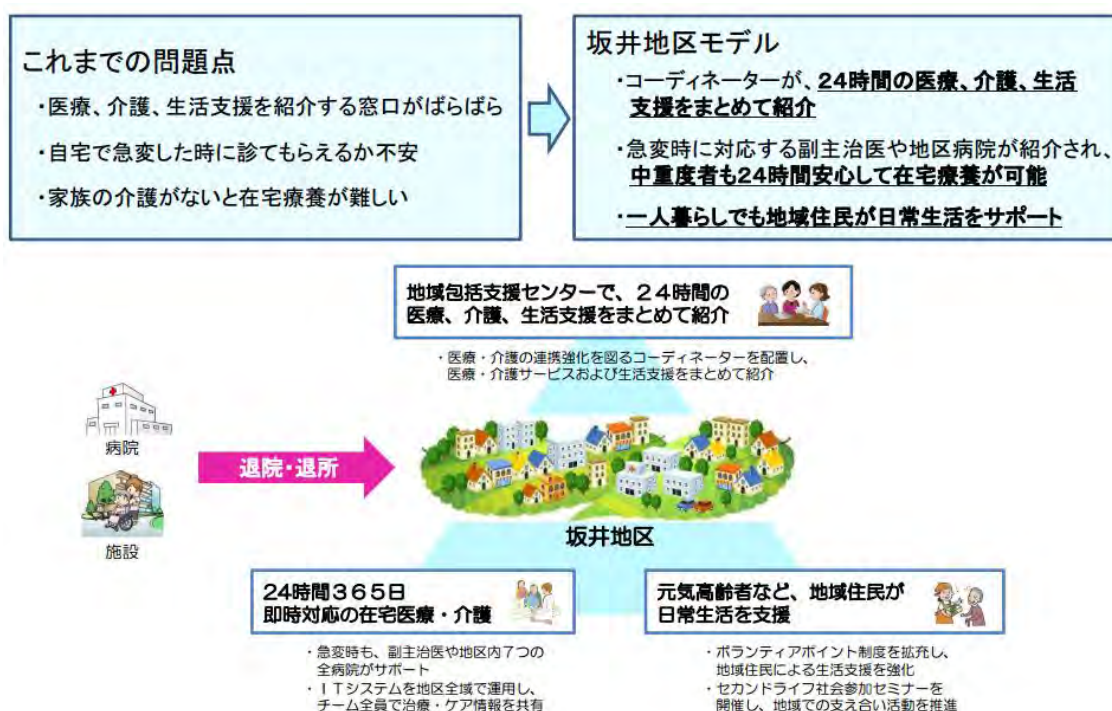 これまでの問題点
・医療、介護、生活支援を紹介する窓口がばらばら
・自宅で急変した時に診てもらえるか不安
・家族の介護がないと在宅療養が難しい
坂井地区モデル
・コーディネーターが、24時間の医療、介護、生活
支援をまとめて紹介
・急変時に対応する副主治医や地区病院が紹介され、
中重度者も24時間安心して在宅療養が可能
・一人暮らしでも地域住民が日常生活をサポート
地域包括支援センターで、24時間の
医療、介護、生活支援をまとめて紹介
・医療・介護の連携強化を図るコーディネーターを配置し、
医療・介護サービスおよび生活支援をまとめて紹介
病院
施設
退院・退所
坂井地区
24時間365日
即時対応の在宅医療・介護
・急変時も、副主治医や地区内7つの
全病院がサポート
・ITシステムを地区全域で運用し、
チーム全員で治療・ケア情報を共有
元気高齢者など、地域住民が
日常生活を支援
・ボランティアポイント制度を拡充し、
地域住民による生活支援を強化
・セカンドライフ社会参加セミナーを
開催し、地域での支え合い活動を推進